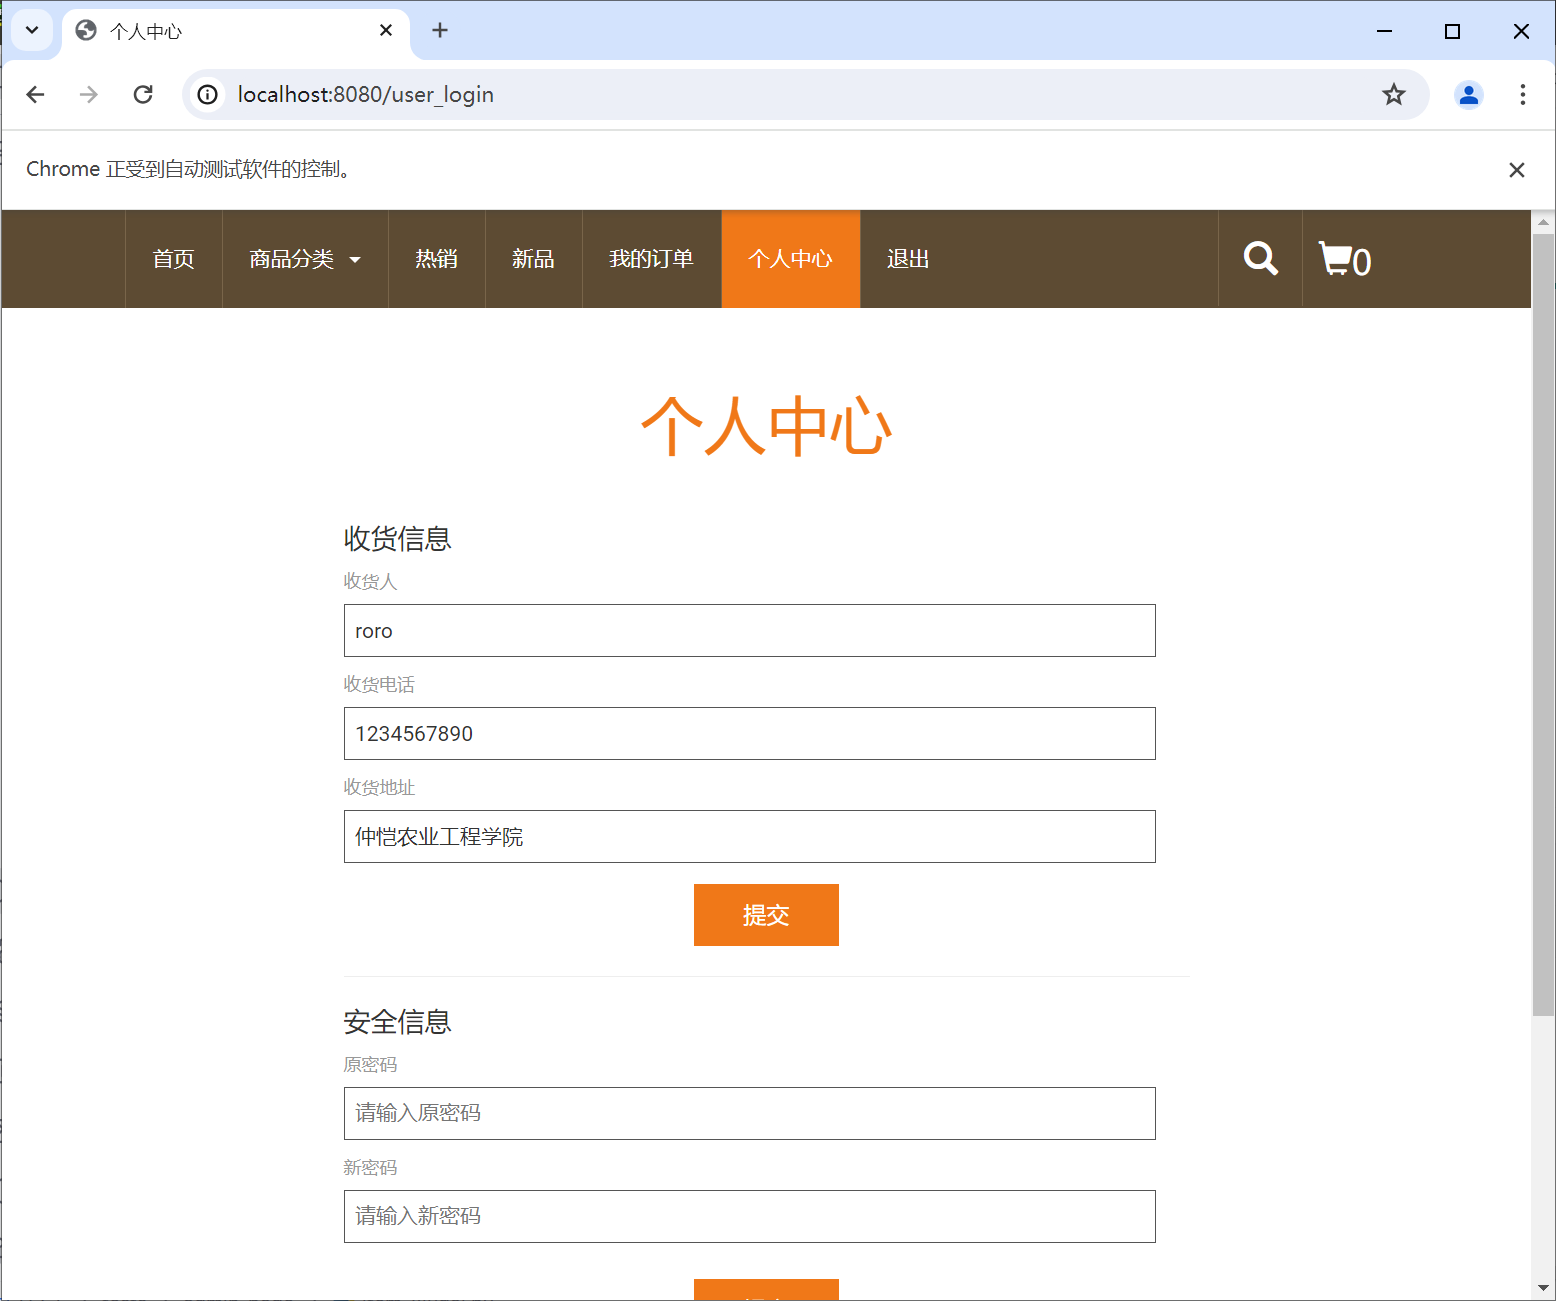 个人中心
localhost:8080/user_login
Chrome 正受到自动测试软件的控制。
首页 商品分类 热销 新品 我的订单 个人中心 退出 0
个人中心
收货信息
收货人
roro
收货电话
1234567890
收货地址
仲恺农业工程学院
提交
安全信息
原密码
请输入原密码
新密码
请输入新密码